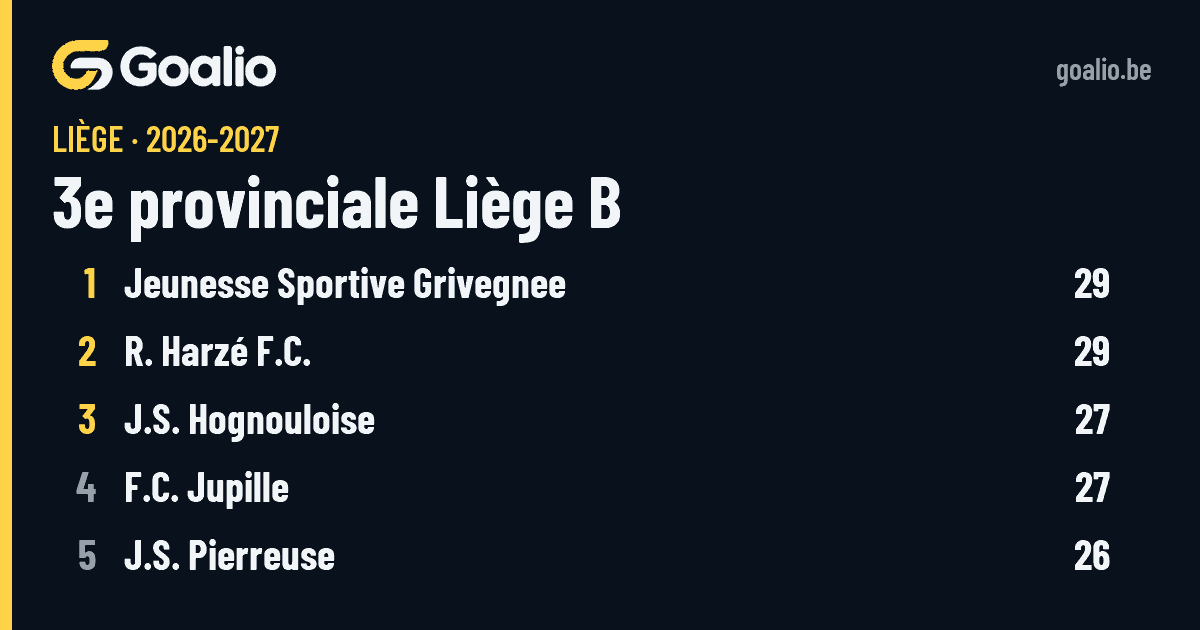 Goalio
goalio.be
LIÈGE · 2026-2027
3e provinciale Liège B
1 Jeunesse Sportive Grivegnee 29
2 R. Harzé F.C. 29
3 J.S. Hognouloise 27
4 F.C. Jupille 27
5 J.S. Pierreuse 26